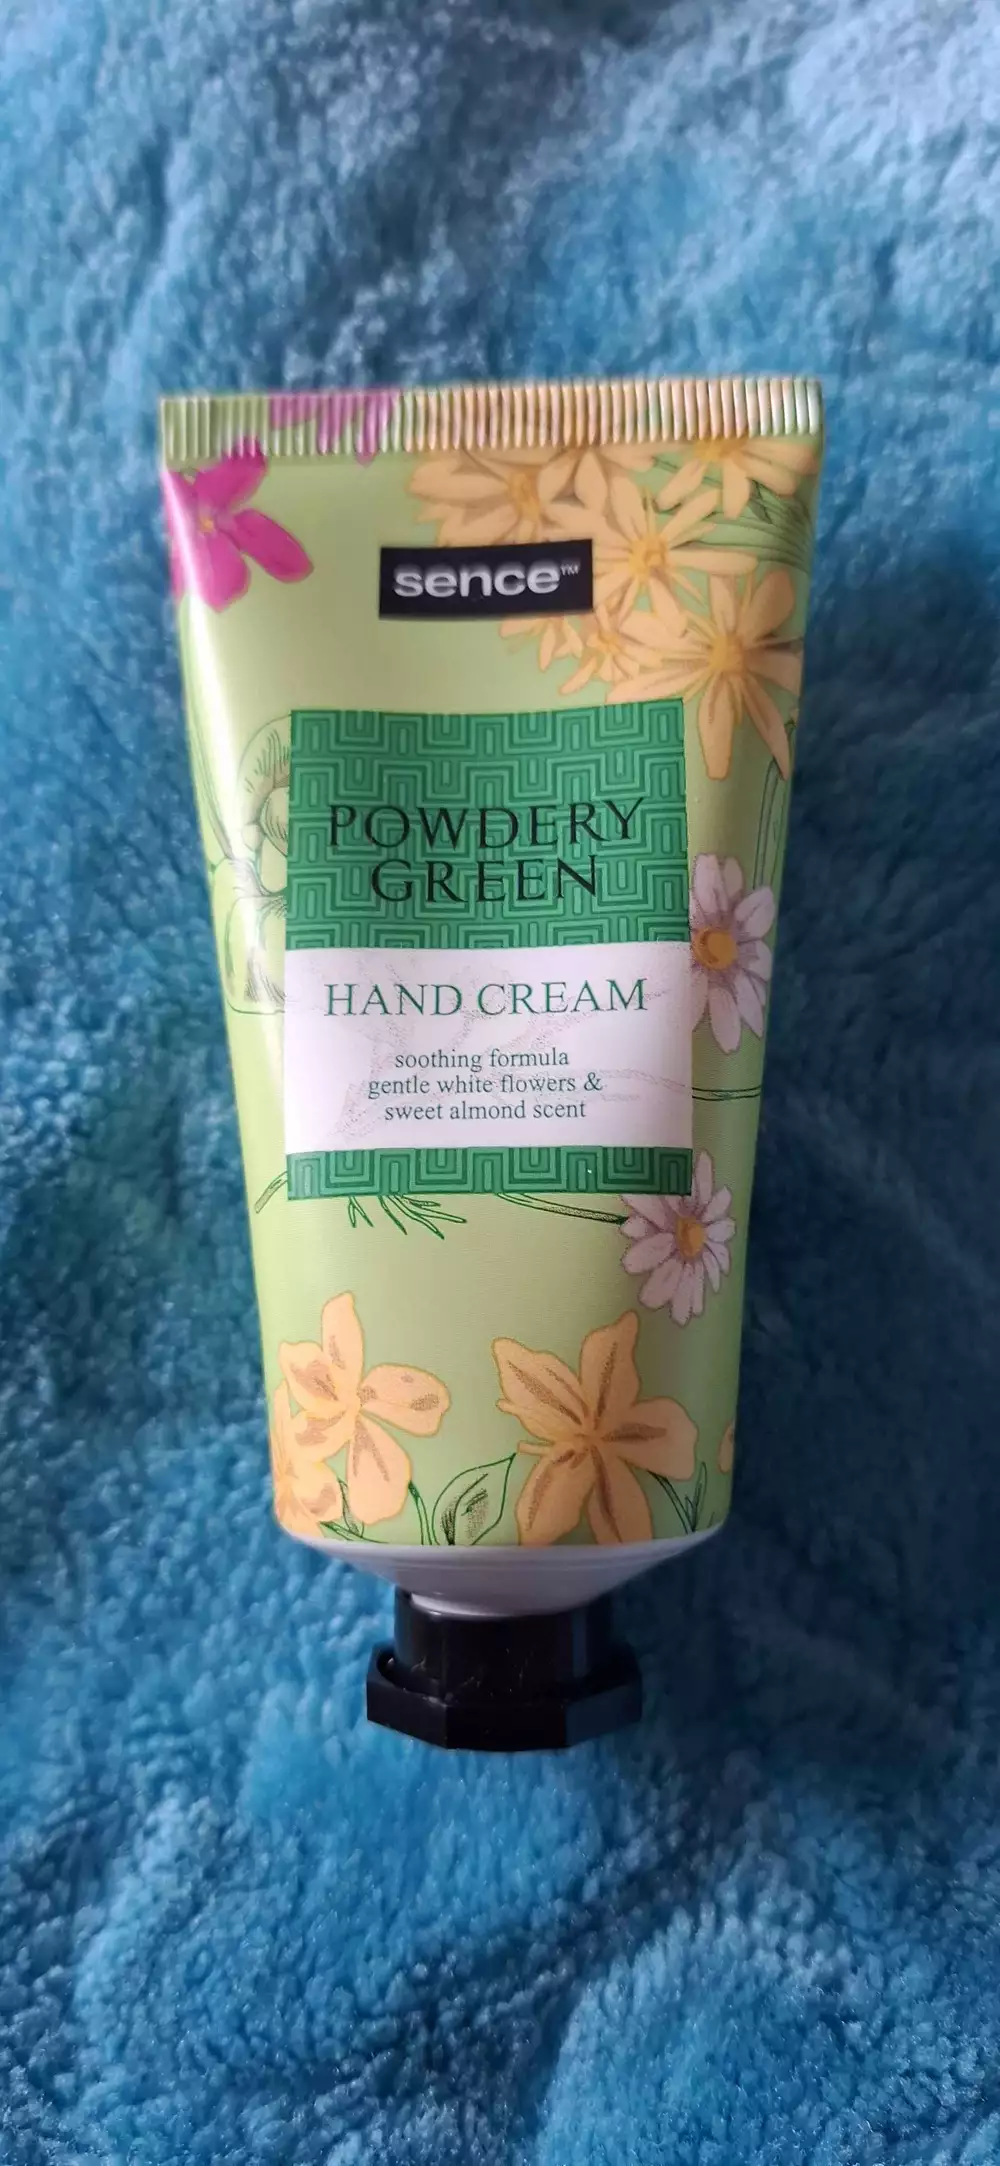 sence™
POWDERY
GREEN
HAND CREAM
soothing formula
gentle white flowers &
sweet almond scent